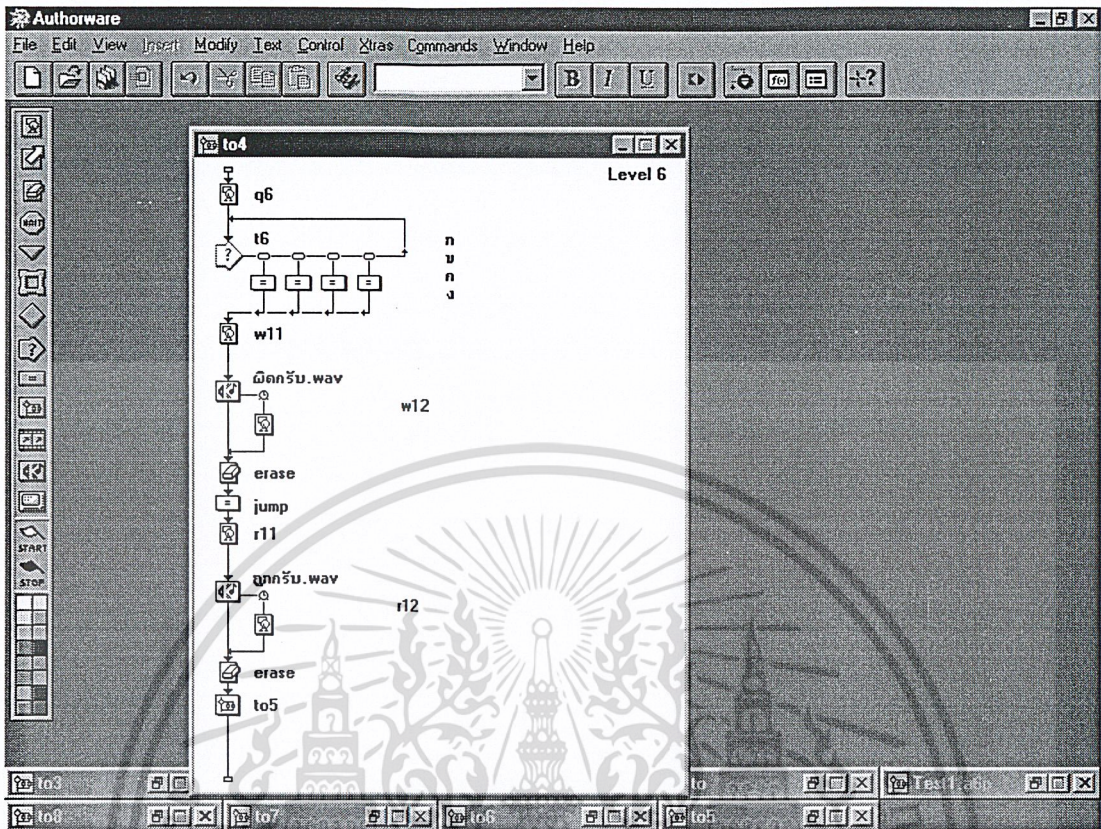 Authorware
File Edit View Insert Modify Text Control Xtras Commands Window Help
B I U
to4
Level 6
q6
t6
ก
ข
ค
ง
w11
ผิดครับ.wav
w12
erase
jump
r11
ถูกครับ.wav
r12
erase
to5
WAIT
START
STOP
to3
to
Test1.a6p
to8
to7
to6
to5